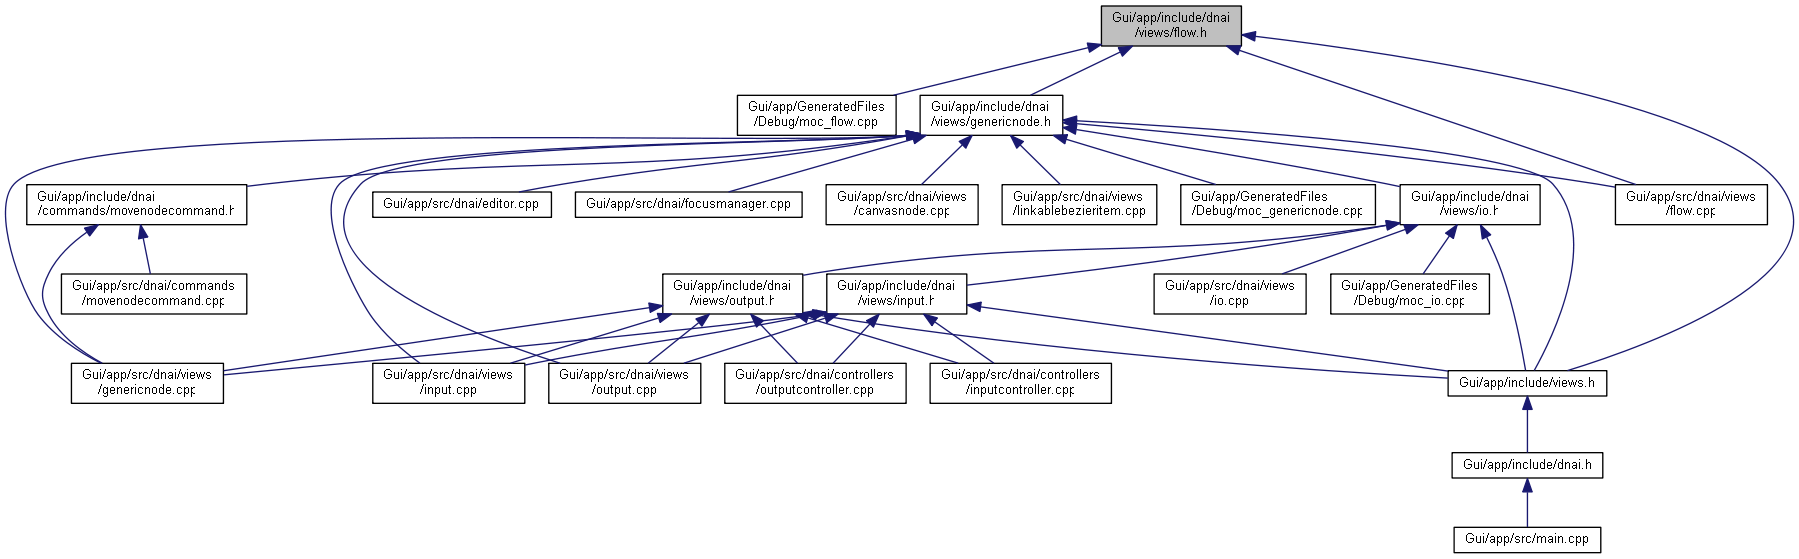 Gui/app/include/dnai
/views/flow.h
Gui/app/GeneratedFiles
/Debug/moc_flow.cpp
Gui/app/include/dnai
/views/genericnode.h
Gui/app/include/dnai
/commands/movenodecommand.h
Gui/app/src/dnai/editor.cpp
Gui/app/src/dnai/focusmanager.cpp
Gui/app/src/dnai/views
/canvasnode.cpp
Gui/app/src/dnai/views
/linkablebezieritem.cpp
Gui/app/GeneratedFiles
/Debug/moc_genericnode.cpp
Gui/app/include/dnai
/views/io.h
Gui/app/src/dnai/views
/flow.cpp
Gui/app/src/dnai/commands
/movenodecommand.cpp
Gui/app/include/dnai
/views/output.h
Gui/app/include/dnai
/views/input.h
Gui/app/src/dnai/views
/io.cpp
Gui/app/GeneratedFiles
/Debug/moc_io.cpp
Gui/app/src/dnai/views
/genericnode.cpp
Gui/app/src/dnai/views
/input.cpp
Gui/app/src/dnai/views
/output.cpp
Gui/app/src/dnai/controllers
/outputcontroller.cpp
Gui/app/src/dnai/controllers
/inputcontroller.cpp
Gui/app/include/views.h
Gui/app/include/dnai.h
Gui/app/src/main.cpp